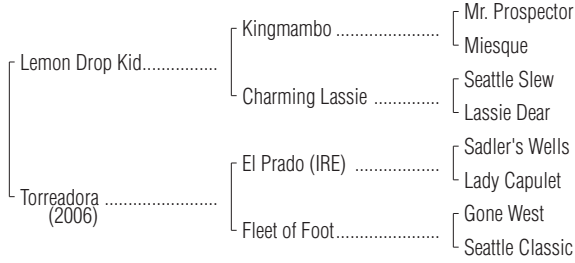 Mr. Prospector
Kingmambo ........................
Miesque
Lemon Drop Kid.................
Seattle Slew
Charming Lassie ...............
Lassie Dear
Sadler's Wells
El Prado (IRE) ...................
Lady Capulet
Torreadora .........................
(2006)
Gone West
Fleet of Foot.......................
Seattle Classic